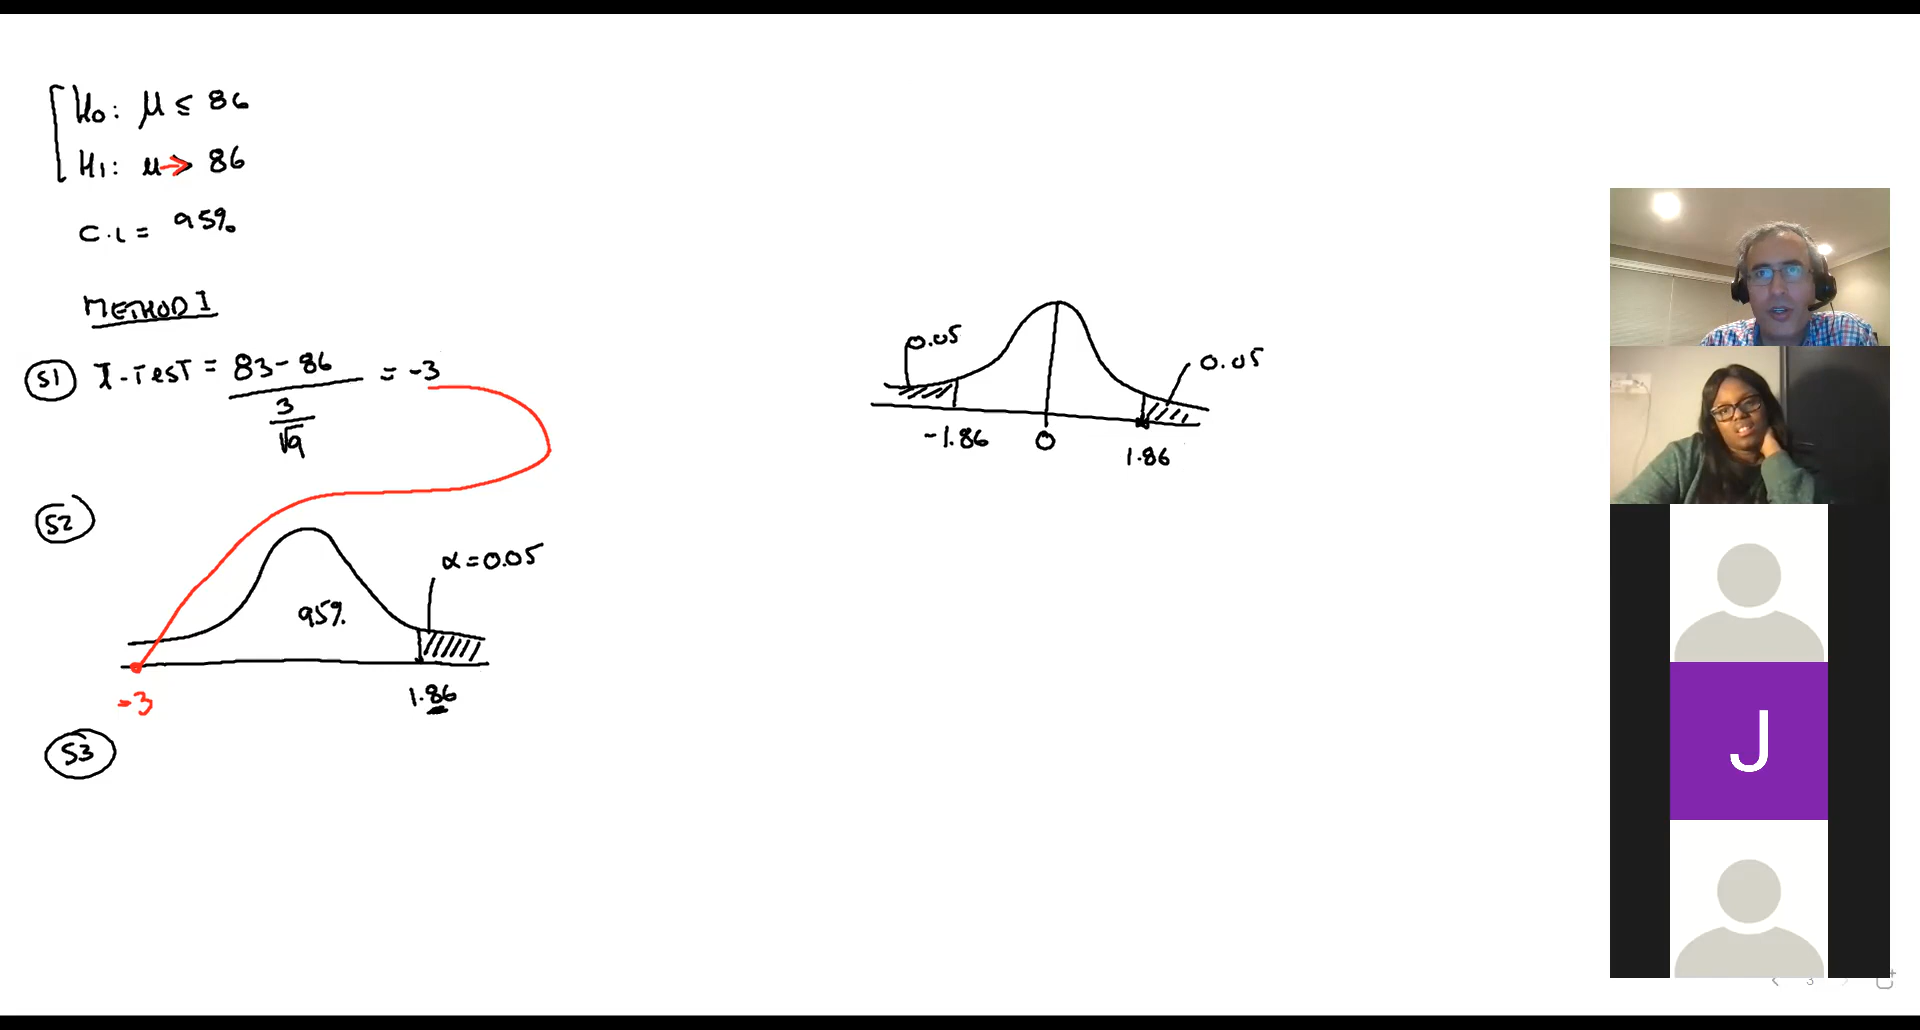 H0: μ ≤ 86
H1: μ > 86
C.L = 95%
METHOD I
S1 T-TesT = 83 - 86 / 3/√9 = -3
S2
α = 0.05
95%
-3
1.86
S3
0.05
0.05
-1.86
0
1.86
J
3